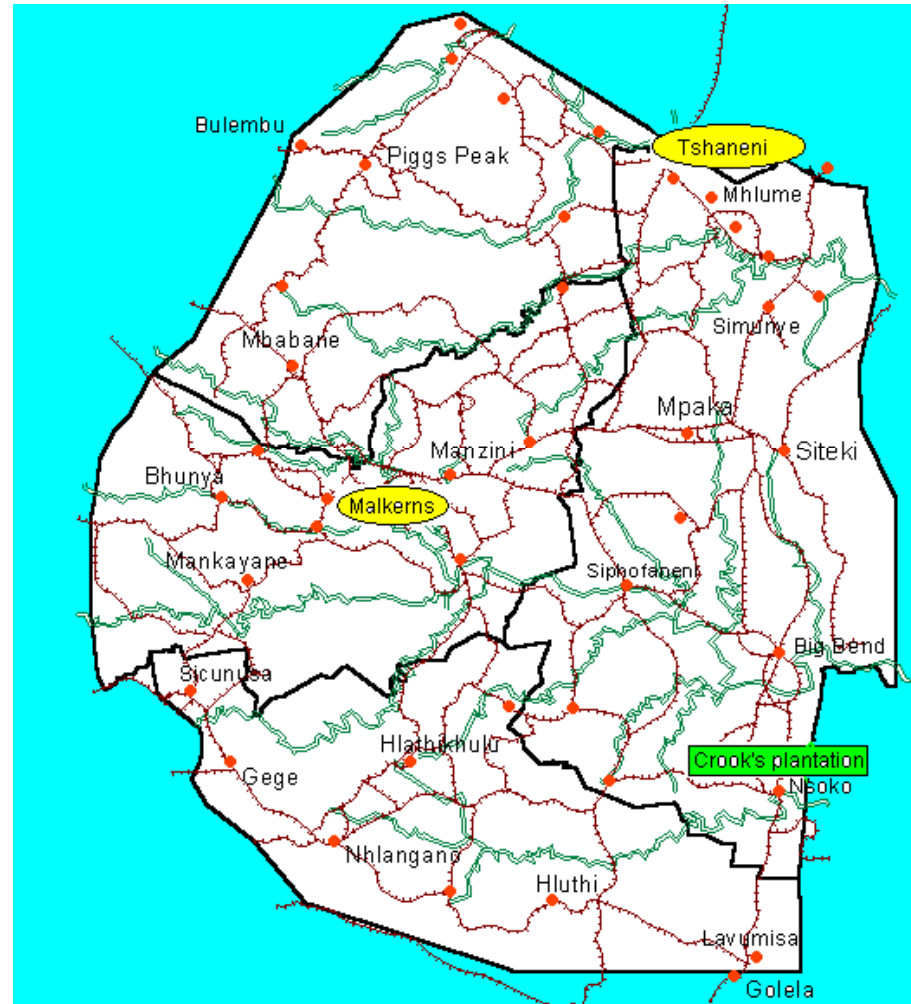 Bulembu
Tshaneni
Piggs Peak
Mhlume
Simunye
Mbabane
Mpaka
Manzini
Siteki
Bhunya
Malkerns
Mankayane
Siphofaneni
Big Bend
Sicunusa
Hlathikhulu
Crook's plantation
Gege
Nsoko
Nhlangano
Hluthi
Lavumisa
Golela